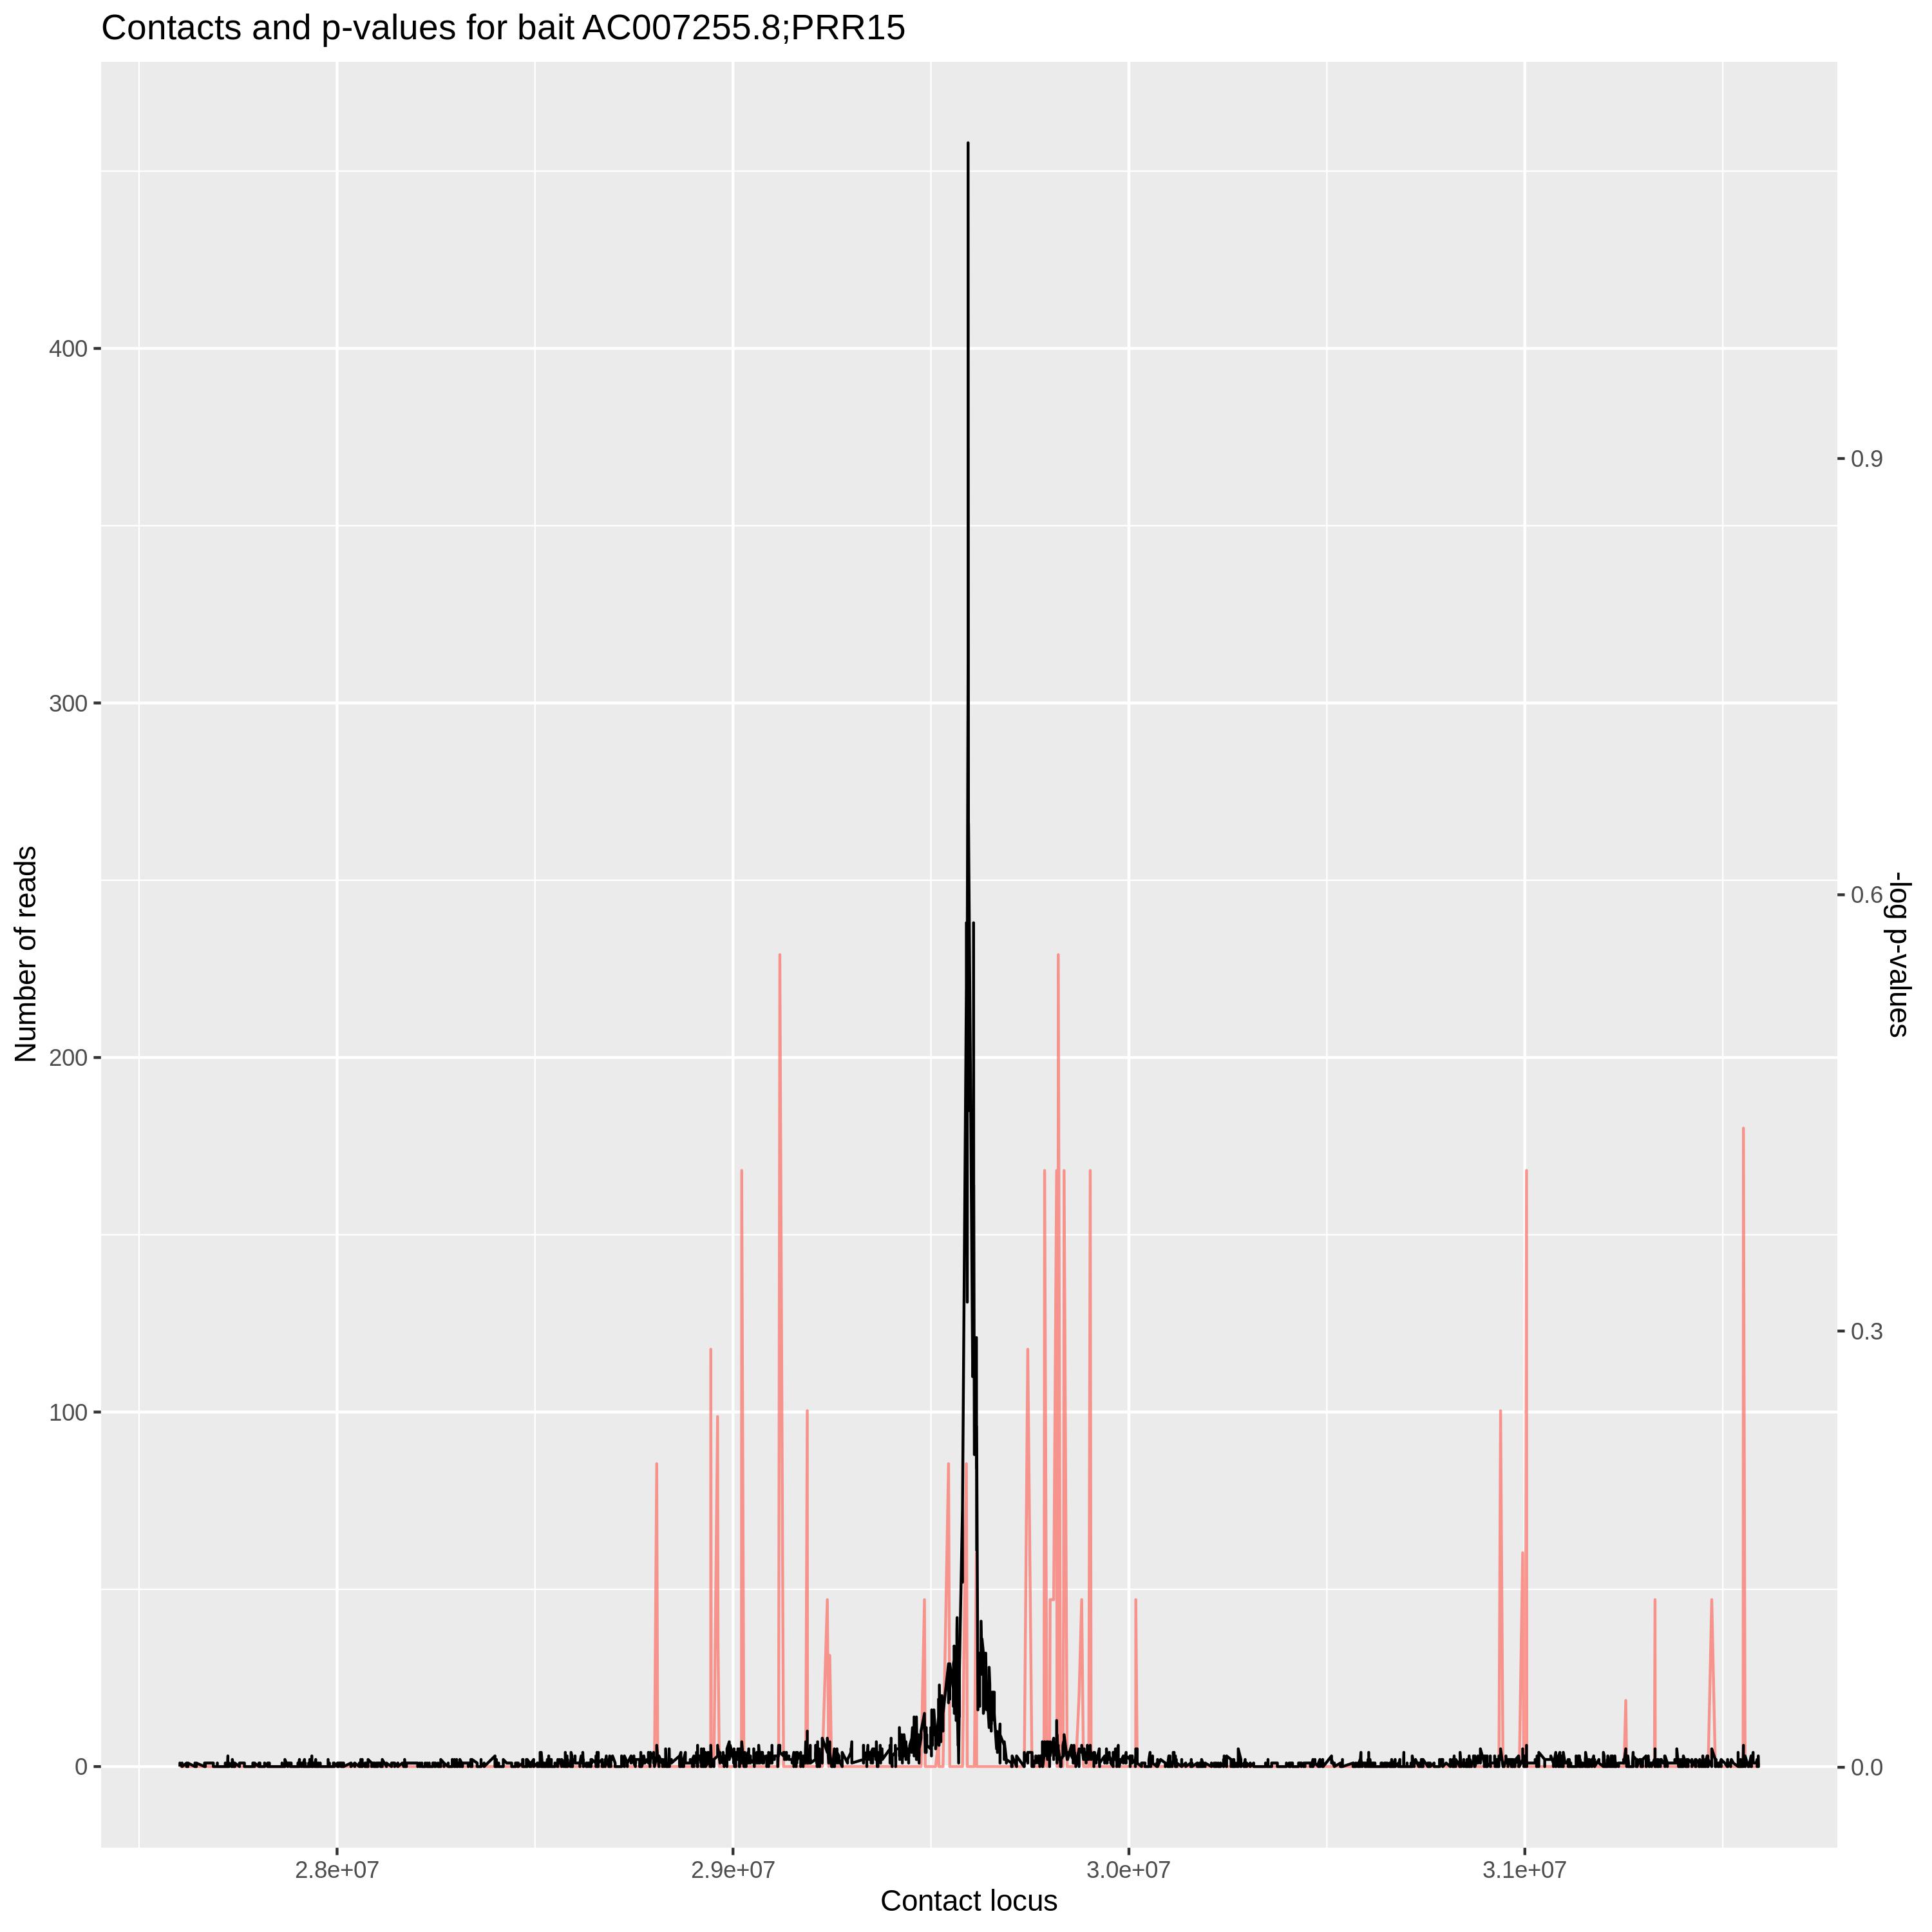 Contacts and p-values for bait AC007255.8;PRR15
400
300
200
100
0
Number of reads
0.9
0.6
0.3
0.0
-log p-values
2.8e+07 2.9e+07 3.0e+07 3.1e+07
Contact locus